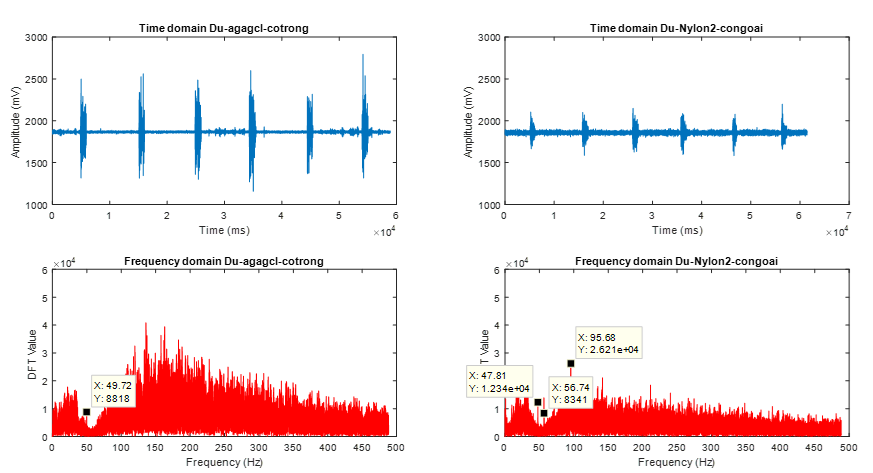 Time domain Du-agagcl-cotrong
3000
2500
2000
1500
1000
Amplitude (mV)
0 1 2 3 4 5 6
Time (ms)
×10^4
Time domain Du-Nylon2-congoai
3000
2500
2000
1500
1000
Amplitude (mV)
0 1 2 3 4 5 6 7
Time (ms)
×10^4
Frequency domain Du-agagcl-cotrong
×10^4
6
5
4
3
2
1
0
DFT Value
X: 49.72
Y: 8818
0 50 100 150 200 250 300 350 400 450 500
Frequency (Hz)
Frequency domain Du-Nylon2-congoai
×10^4
6
5
4
3
2
1
0
DFT Value
X: 95.68
Y: 2.621e+04
X: 47.81
Y: 1.234e+04
X: 56.74
Y: 8341
0 50 100 150 200 250 300 350 400 450 500
Frequency (Hz)